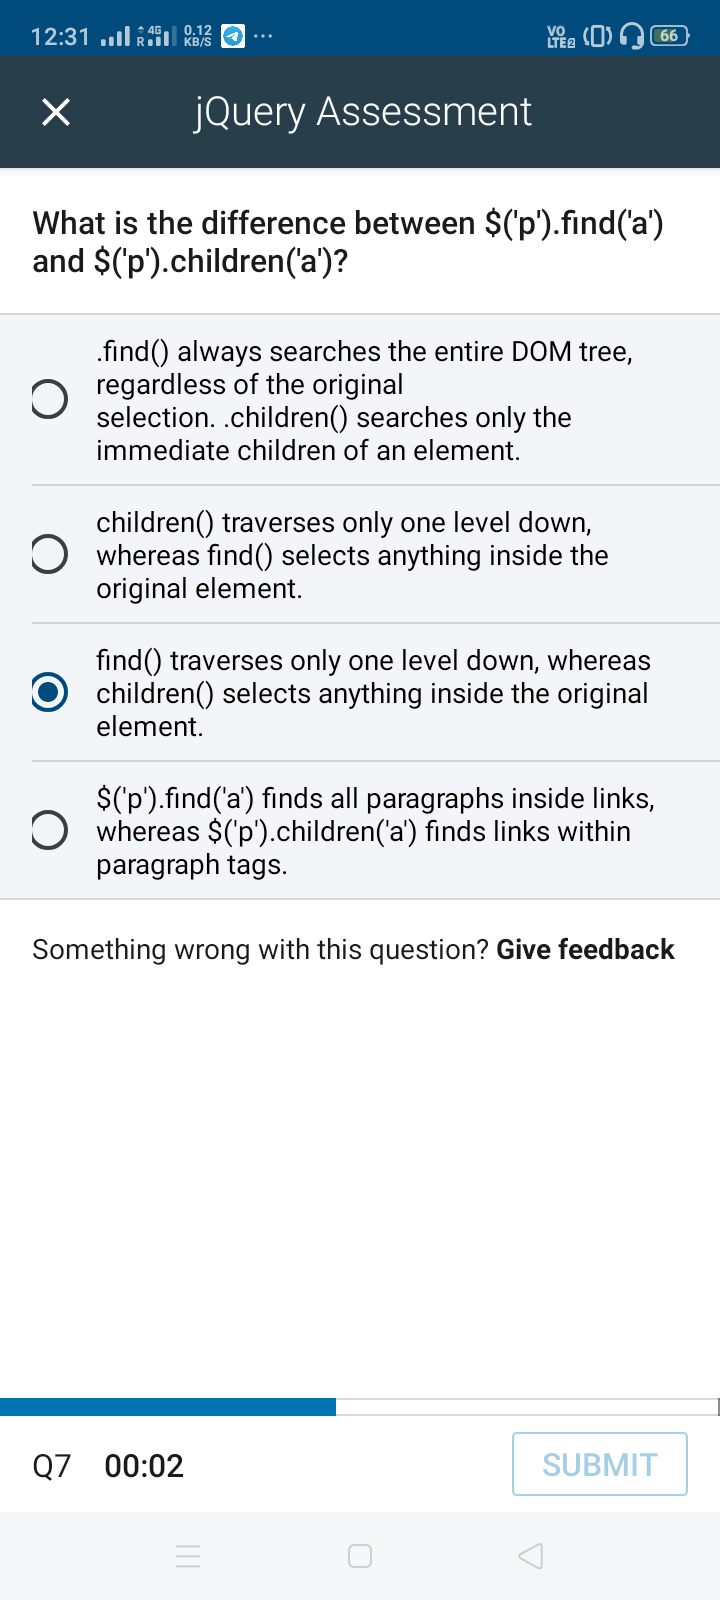 12:31 R 4G 0.12 KB/S ... VO LTE2 66
jQuery Assessment
What is the difference between $('p').find('a')
and $('p').children('a')?
.find() always searches the entire DOM tree,
regardless of the original
selection. .children() searches only the
immediate children of an element.
children() traverses only one level down,
whereas find() selects anything inside the
original element.
find() traverses only one level down, whereas
children() selects anything inside the original
element.
$('p').find('a') finds all paragraphs inside links,
whereas $('p').children('a') finds links within
paragraph tags.
Something wrong with this question? Give feedback
Q7 00:02 SUBMIT